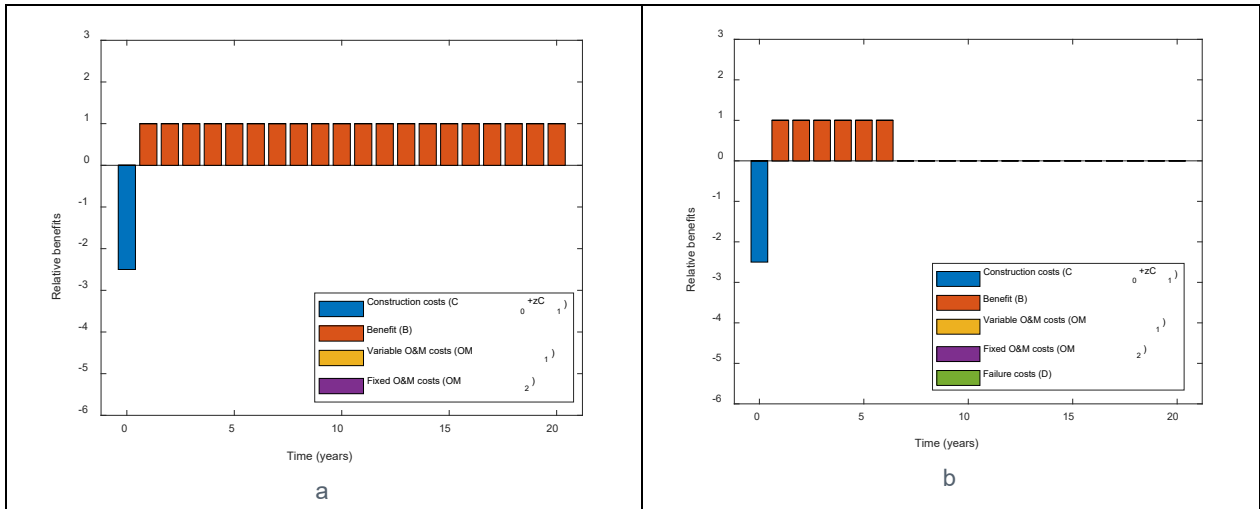 3
2
1
0
-1
-2
-3
-4
-5
-6
Relative benefits
Construction costs (C 0 +zC 1 )
Benefit (B)
Variable O&M costs (OM 1 )
Fixed O&M costs (OM 2 )
0 5 10 15 20
Time (years)
a
3
2
1
0
-1
-2
-3
-4
-5
-6
Relative benefits
Construction costs (C 0 +zC 1 )
Benefit (B)
Variable O&M costs (OM 1 )
Fixed O&M costs (OM 2 )
Failure costs (D)
0 5 10 15 20
Time (years)
b